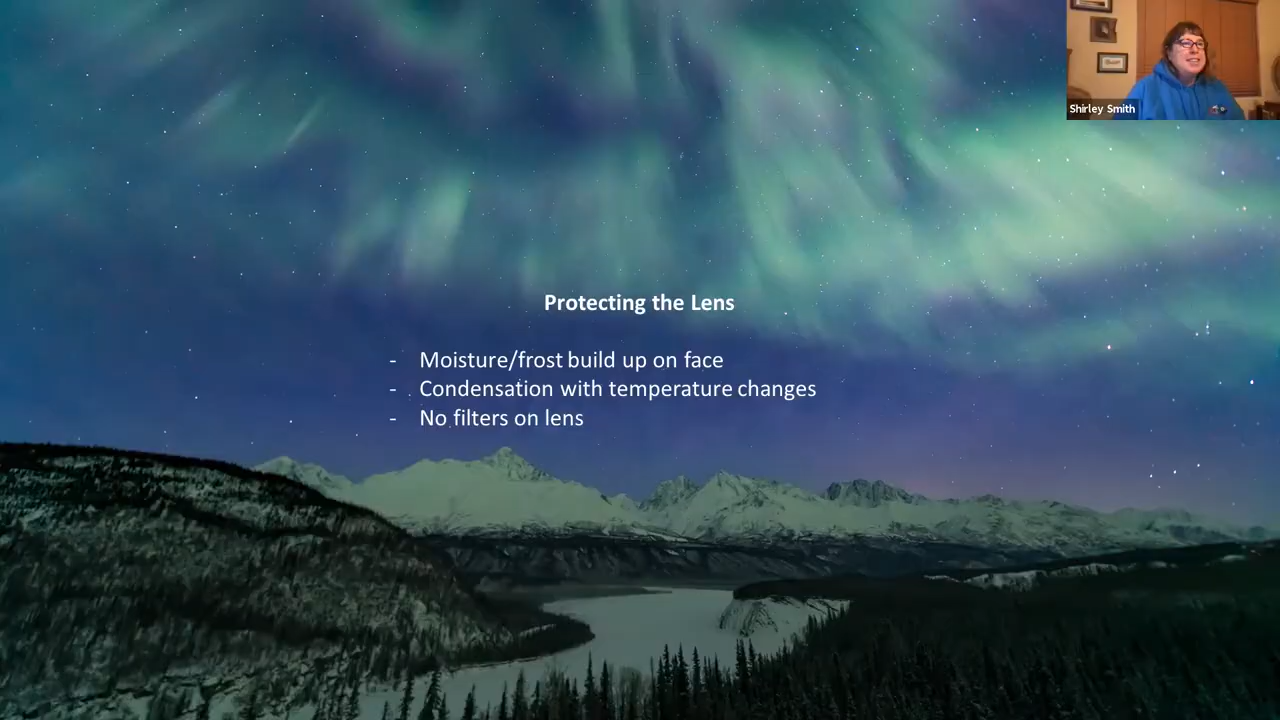 Shirley Smith
Protecting the Lens
- Moisture/frost build up on face
- Condensation with temperature changes
- No filters on lens